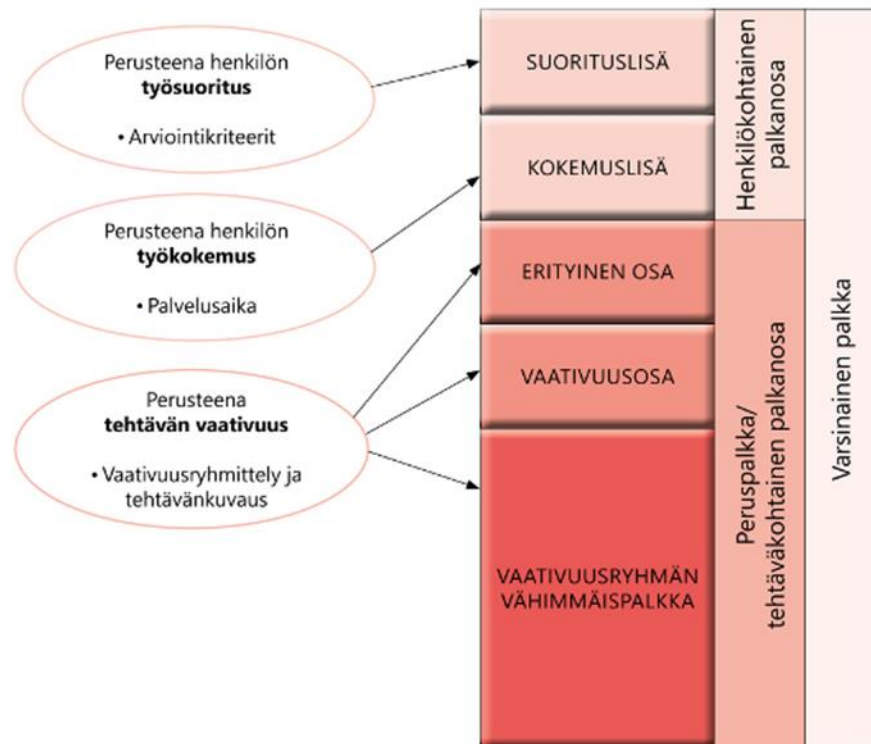 Perusteena henkilön
työsuoritus
• Arviointikriteerit
Perusteena henkilön
työkokemus
• Palvelusaika
Perusteena
tehtävän vaativuus
• Vaativuusryhmittely ja
tehtävänkuvaus
SUORITUSLISÄ
KOKEMUSLISÄ
ERITYINEN OSA
VAATIVUUSOSA
VAATIVUUSRYHMÄN
VÄHIMMÄISPALKKA
Henkilökohtainen
palkanosa
Peruspalkka/
tehtäväkohtainen palkanosa
Varsinainen palkka